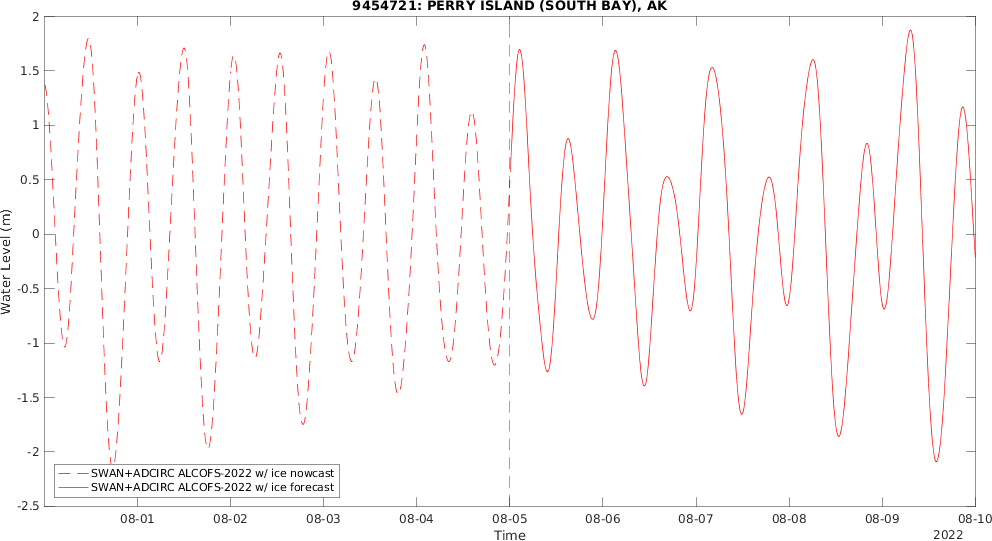 9454721: PERRY ISLAND (SOUTH BAY), AK
Water Level (m)
2
1.5
1
0.5
0
-0.5
-1
-1.5
-2
-2.5
SWAN+ADCIRC ALCOFS-2022 w/ ice nowcast
SWAN+ADCIRC ALCOFS-2022 w/ ice forecast
08-01 08-02 08-03 08-04 08-05 08-06 08-07 08-08 08-09 08-10
Time
2022